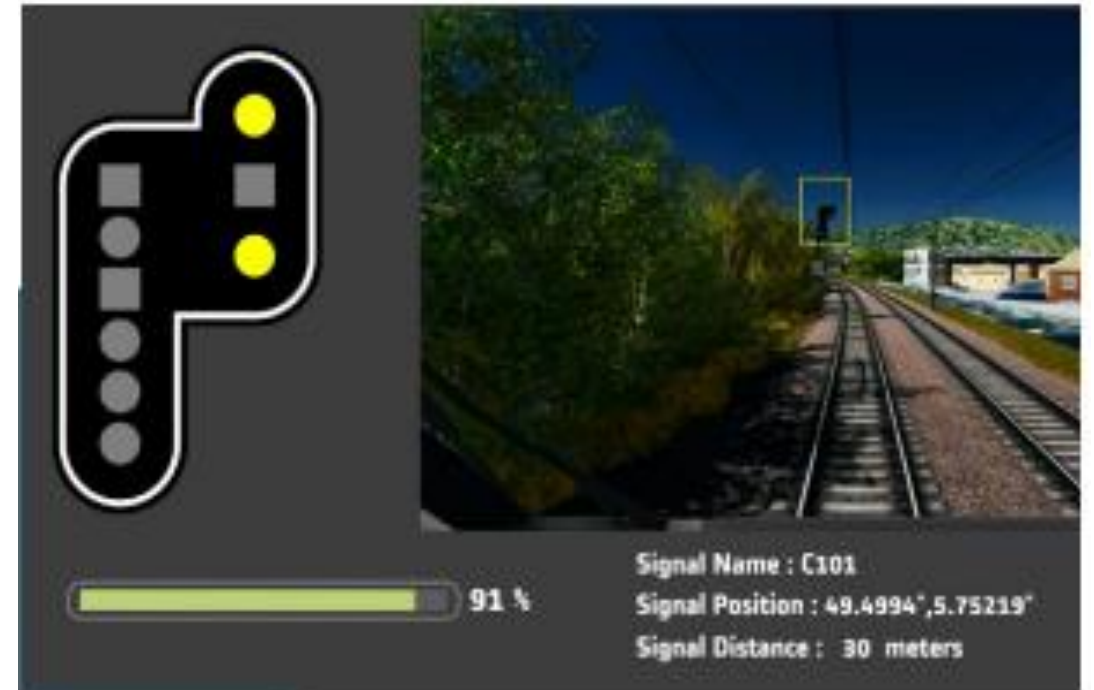 91 %
Signal Name : C101
Signal Position : 49.4994°,5.75219°
Signal Distance : 30 meters